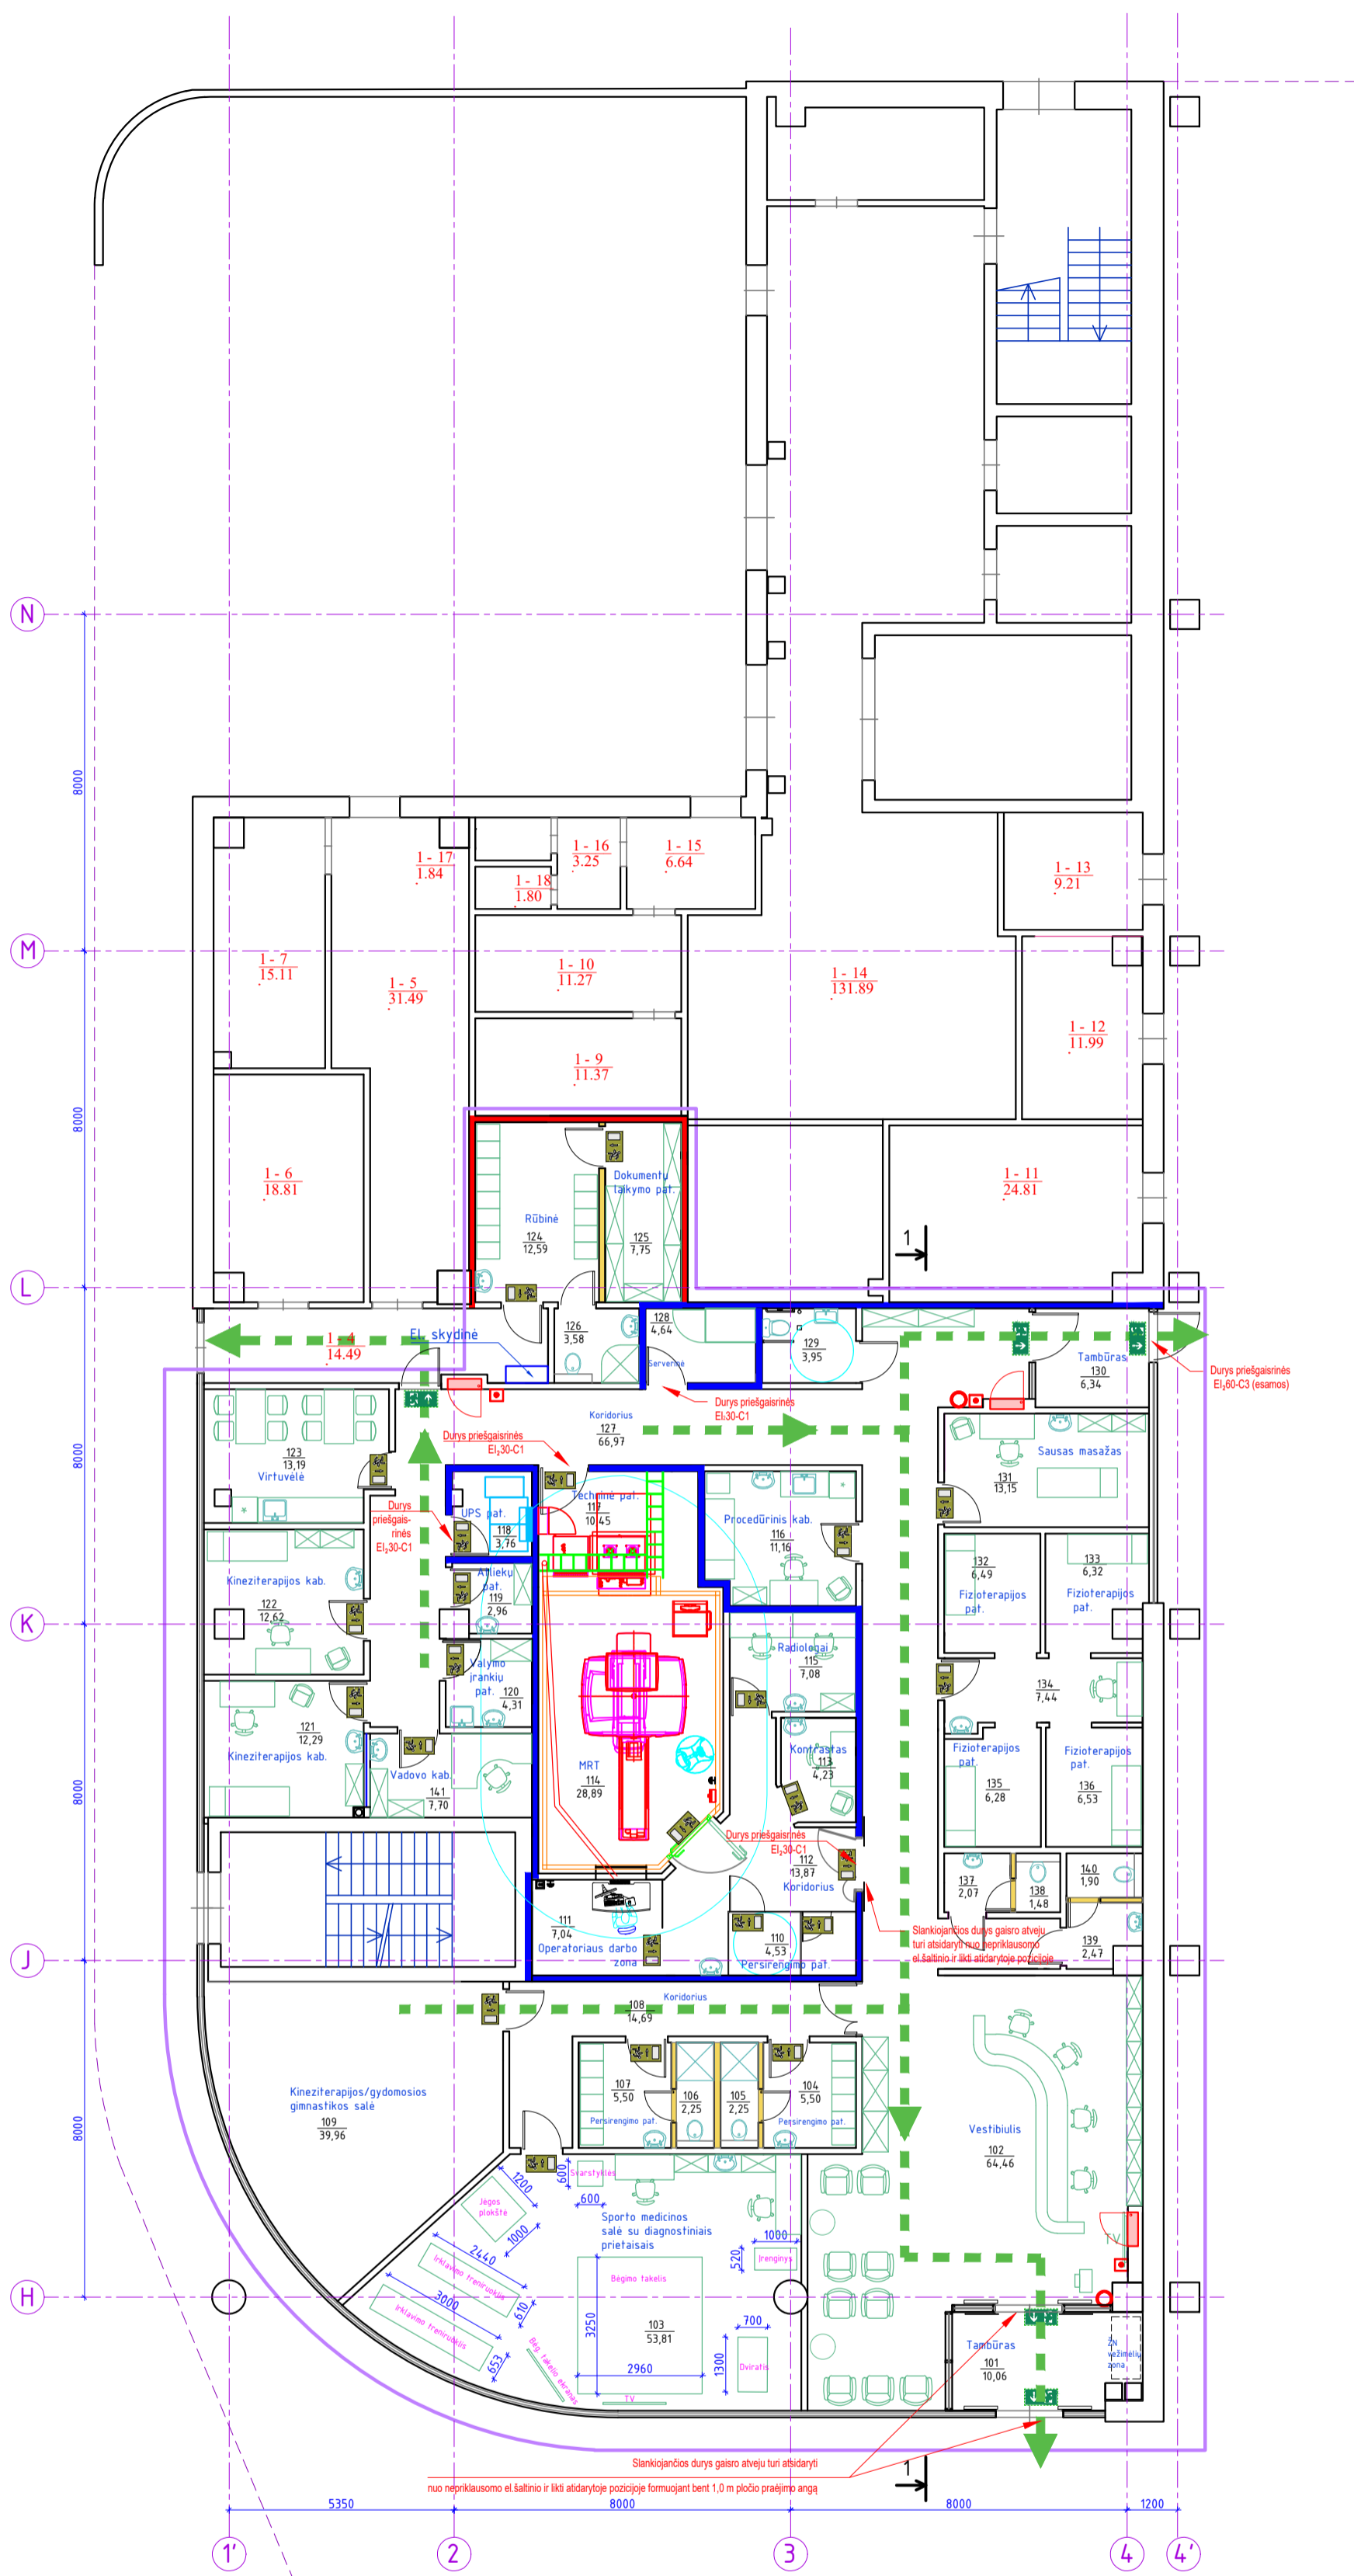 N
8000
1 - 17
1.84
1 - 16
3.25
1 - 15
6.64
1 - 18
1.80
1 - 13
9.21
M
1 - 7
15.11
1 - 5
31.49
1 - 10
11.27
1 - 14
131.89
1 - 12
11.99
1 - 9
11.37
8000
1 - 6
18.81
Dokumentų
laikymo pat.
1 - 11
24.81
Rūbinė
124
12,59
125
7,75
1
L
1 - 4
14.49
El. skydinė
126
3,58
128
4,64
Serverinė
129
3,95
Tambūras
130
6,34
Durys priešgaisrinės
EI₂60-C3 (esamos)
Durys priešgaisrinės
EI₂30-C1
Koridorius
127
66,97
Durys priešgaisrinės
EI₂30-C1
8000
123
13,19
Virtuvėlė
Sausas masažas
131
13,15
Durys
priešgais-
rinės
EI₂30-C1
UPS pat.
118
3,76
Techninė pat.
117
10,45
Procedūrinis kab.
116
11,16
Kineziterapijos kab.
122
12,62
Atliekų
pat.
119
2,96
132
6,49
Fizioterapijos
pat.
133
6,32
Fizioterapijos
pat.
K
Valymo
įrankių
pat.
120
4,31
Radiologai
115
7,08
134
7,44
121
12,29
Kineziterapijos kab.
Vadovo kab.
141
7,70
MRT
114
28,89
Kontrastas
113
4,23
Fizioterapijos
pat.
135
6,28
Fizioterapijos
pat.
136
6,53
8000
Durys priešgaisrinės
EI₂30-C1
112
13,87
Koridorius
137
2,07
138
1,48
140
1,90
111
7,04
Operatoriaus darbo
zona
110
4,53
Persirengimo pat.
Slankiojančios durys gaisro atveju
turi atsidaryti nuo nepriklausomo
el.šaltinio ir likti atidarytoje pozicijoje
139
2,47
J
Koridorius
108
14,69
Kineziterapijos/gydomosios
gimnastikos salė
109
39,96
107
5,50
Persirengimo pat.
106
2,25
105
2,25
104
5,50
Persirengimo pat.
8000
Vestibiulis
102
64,46
TV
Svarstyklės
600
600
1200
Jėgos
plokštė
1000
Sporto medicinos
salė su diagnostiniais
prietaisais
1000
520
Įrenginys
2440
Irklavimo treniruoklis
610
3000
Irklavimo treniruoklis
653
Bėgimo takelis
3250
2960
103
53,81
700
1300
Dviratis
Bėg. takelio ekranas
TV
H
Tambūras
101
10,06
ŽN
vežimėlių
zona
Slankiojančios durys gaisro atveju turi atsidaryti
nuo nepriklausomo el.šaltinio ir likti atidarytoje pozicijoje formuojant bent 1,0 m pločio praėjimo angą
1
5350
8000
8000
1200
1'
2
3
4
4'